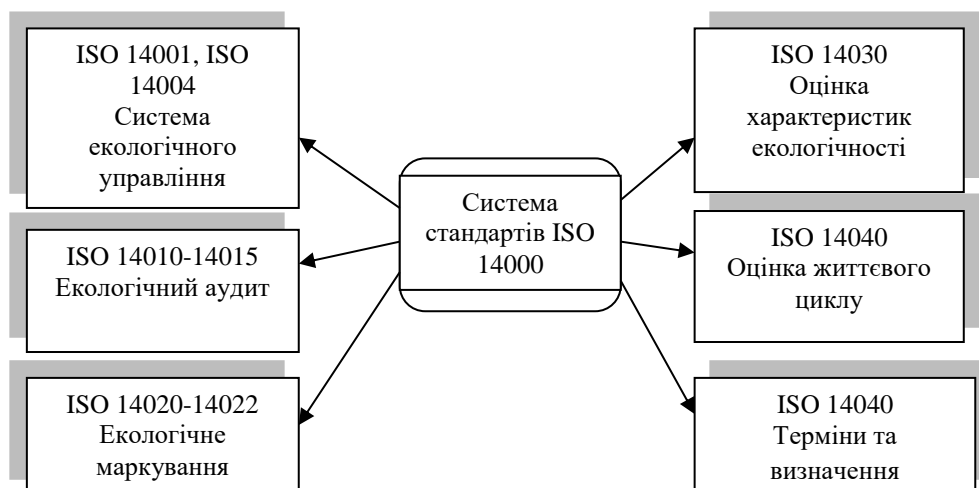 ISO 14001, ISO
14004
Система
екологічного
управління
ISO 14010-14015
Екологічний аудит
ISO 14020-14022
Екологічне
маркування
Система
стандартів ISO
14000
ISO 14030
Оцінка
характеристик
екологічності
ISO 14040
Оцінка життєвого
циклу
ISO 14040
Терміни та
визначення